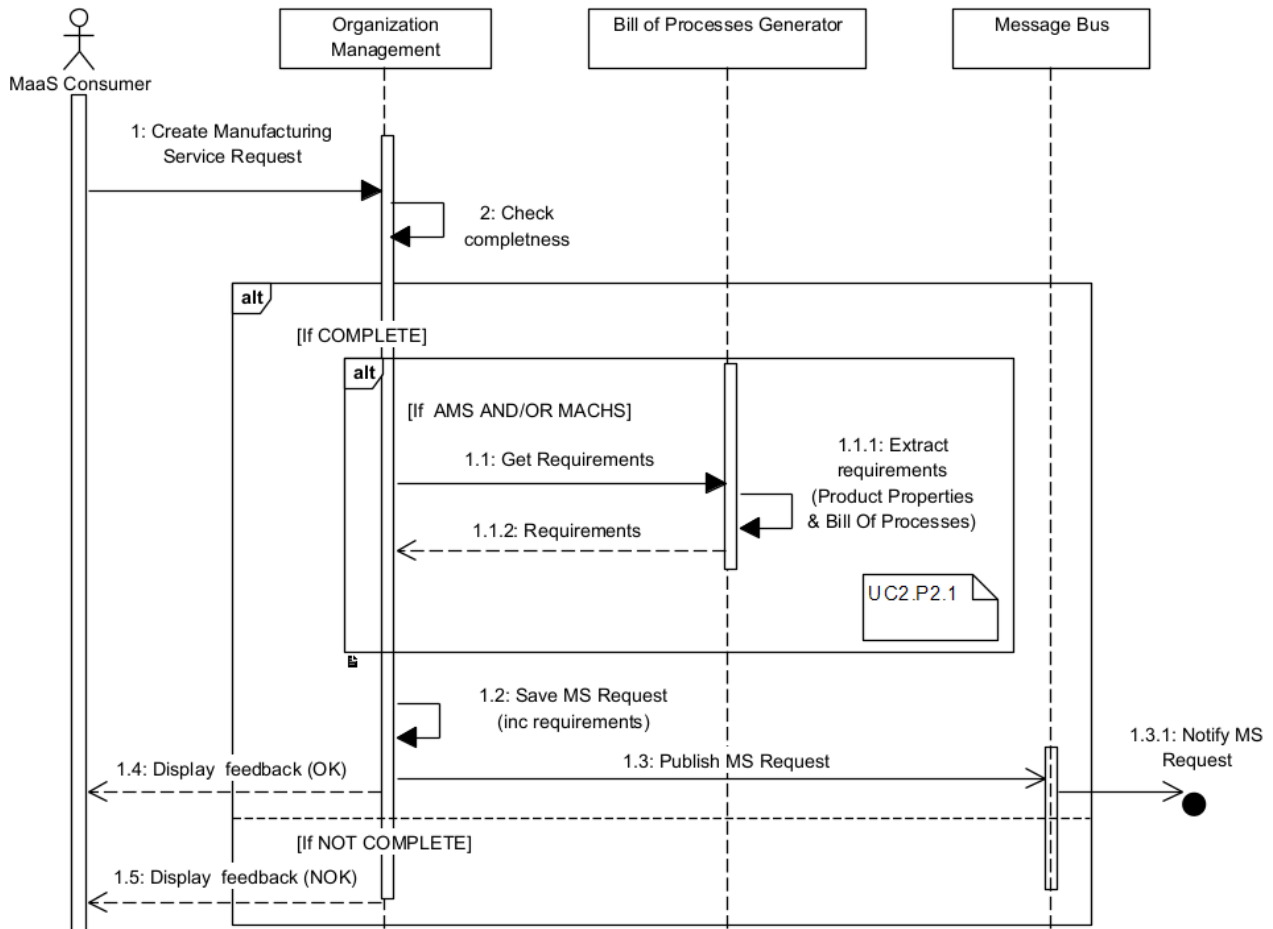 Organization
Management
Bill of Processes Generator
Message Bus
MaaS Consumer
1: Create Manufacturing
Service Request
2: Check
completness
alt
[If COMPLETE]
alt
[If AMS AND/OR MACHS]
1.1: Get Requirements
1.1.1: Extract
requirements
(Product Properties
& Bill Of Processes)
1.1.2: Requirements
UC2.P2.1
1.2: Save MS Request
(inc requirements)
1.3: Publish MS Request
1.3.1: Notify MS
Request
1.4: Display feedback (OK)
[If NOT COMPLETE]
1.5: Display feedback (NOK)